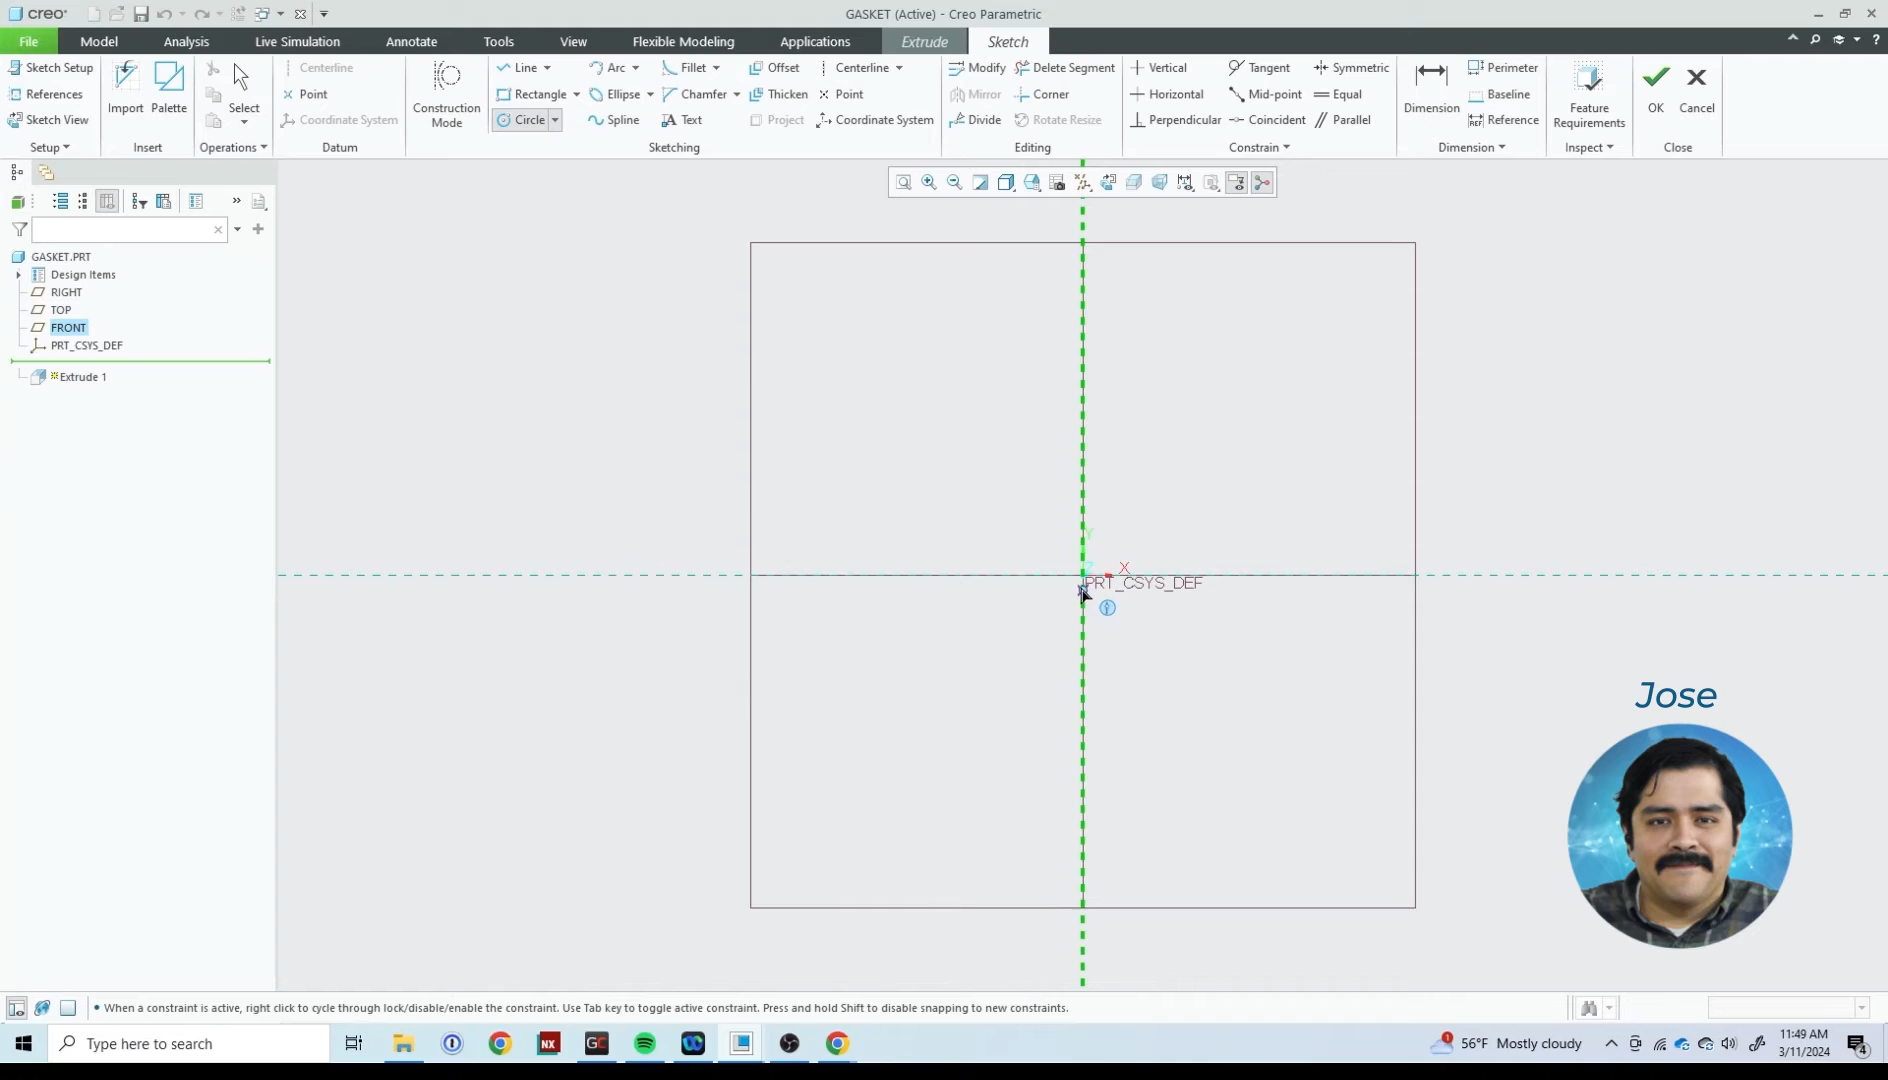 creo
GASKET (Active) - Creo Parametric
File Model Analysis Live Simulation Annotate Tools View Flexible Modeling Applications Extrude Sketch
Sketch Setup
References
Sketch View
Setup
Import
Palette
Insert
Select
Operations
Centerline
Point
Coordinate System
Datum
Construction
Mode
Line Arc Fillet Offset Centerline
Rectangle Ellipse Chamfer Thicken Point
Circle Spline Text Project Coordinate System
Sketching
Modify Delete Segment
Mirror Corner
Divide Rotate Resize
Editing
Vertical Tangent Symmetric
Horizontal Mid-point Equal
Perpendicular Coincident Parallel
Constrain
Dimension
Perimeter
Baseline
REF Reference
Dimension
Feature
Requirements
Inspect
OK
Cancel
Close
GASKET.PRT
Design Items
RIGHT
TOP
FRONT
PRT_CSYS_DEF
Extrude 1
Y
Z
X
PRT_CSYS_DEF
Jose
• When a constraint is active, right click to cycle through lock/disable/enable the constraint. Use Tab key to toggle active constraint. Press and hold Shift to disable snapping to new constraints.
Type here to search
NX
GC
1
56°F Mostly cloudy
11:49 AM
3/11/2024
4